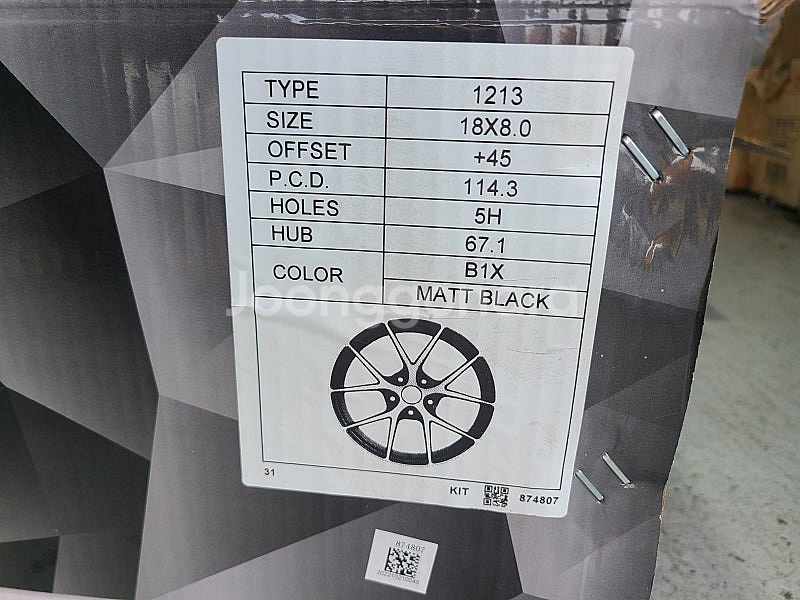 TYPE 1213
SIZE 18X8.0
OFFSET +45
P.C.D. 114.3
HOLES 5H
HUB 67.1
COLOR B1X
MATT BLACK
Joonggonara
31
KIT 874807
874807